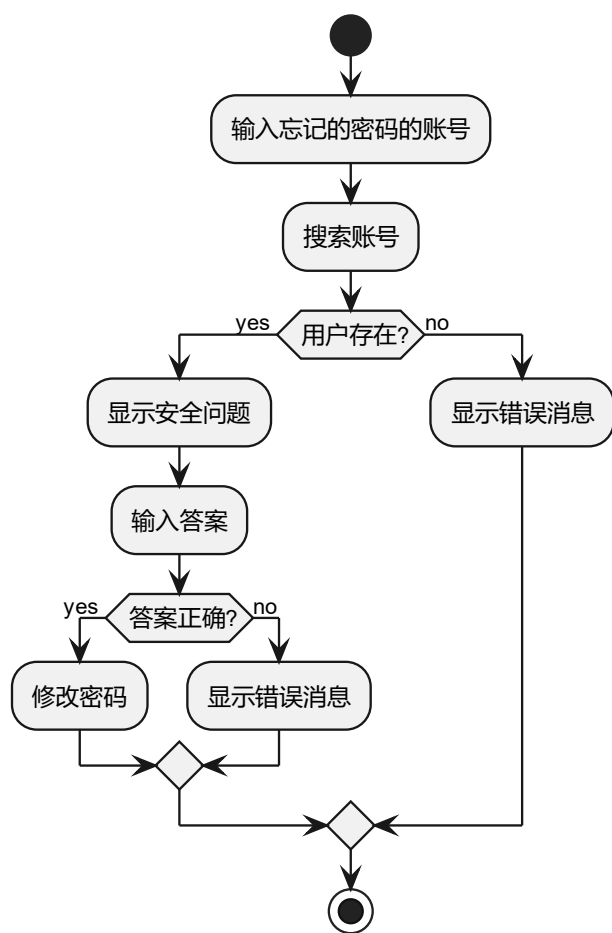 输入忘记的密码的账号
搜索账号
yes
用户存在?
no
显示安全问题
显示错误消息
输入答案
yes
答案正确?
no
修改密码
显示错误消息